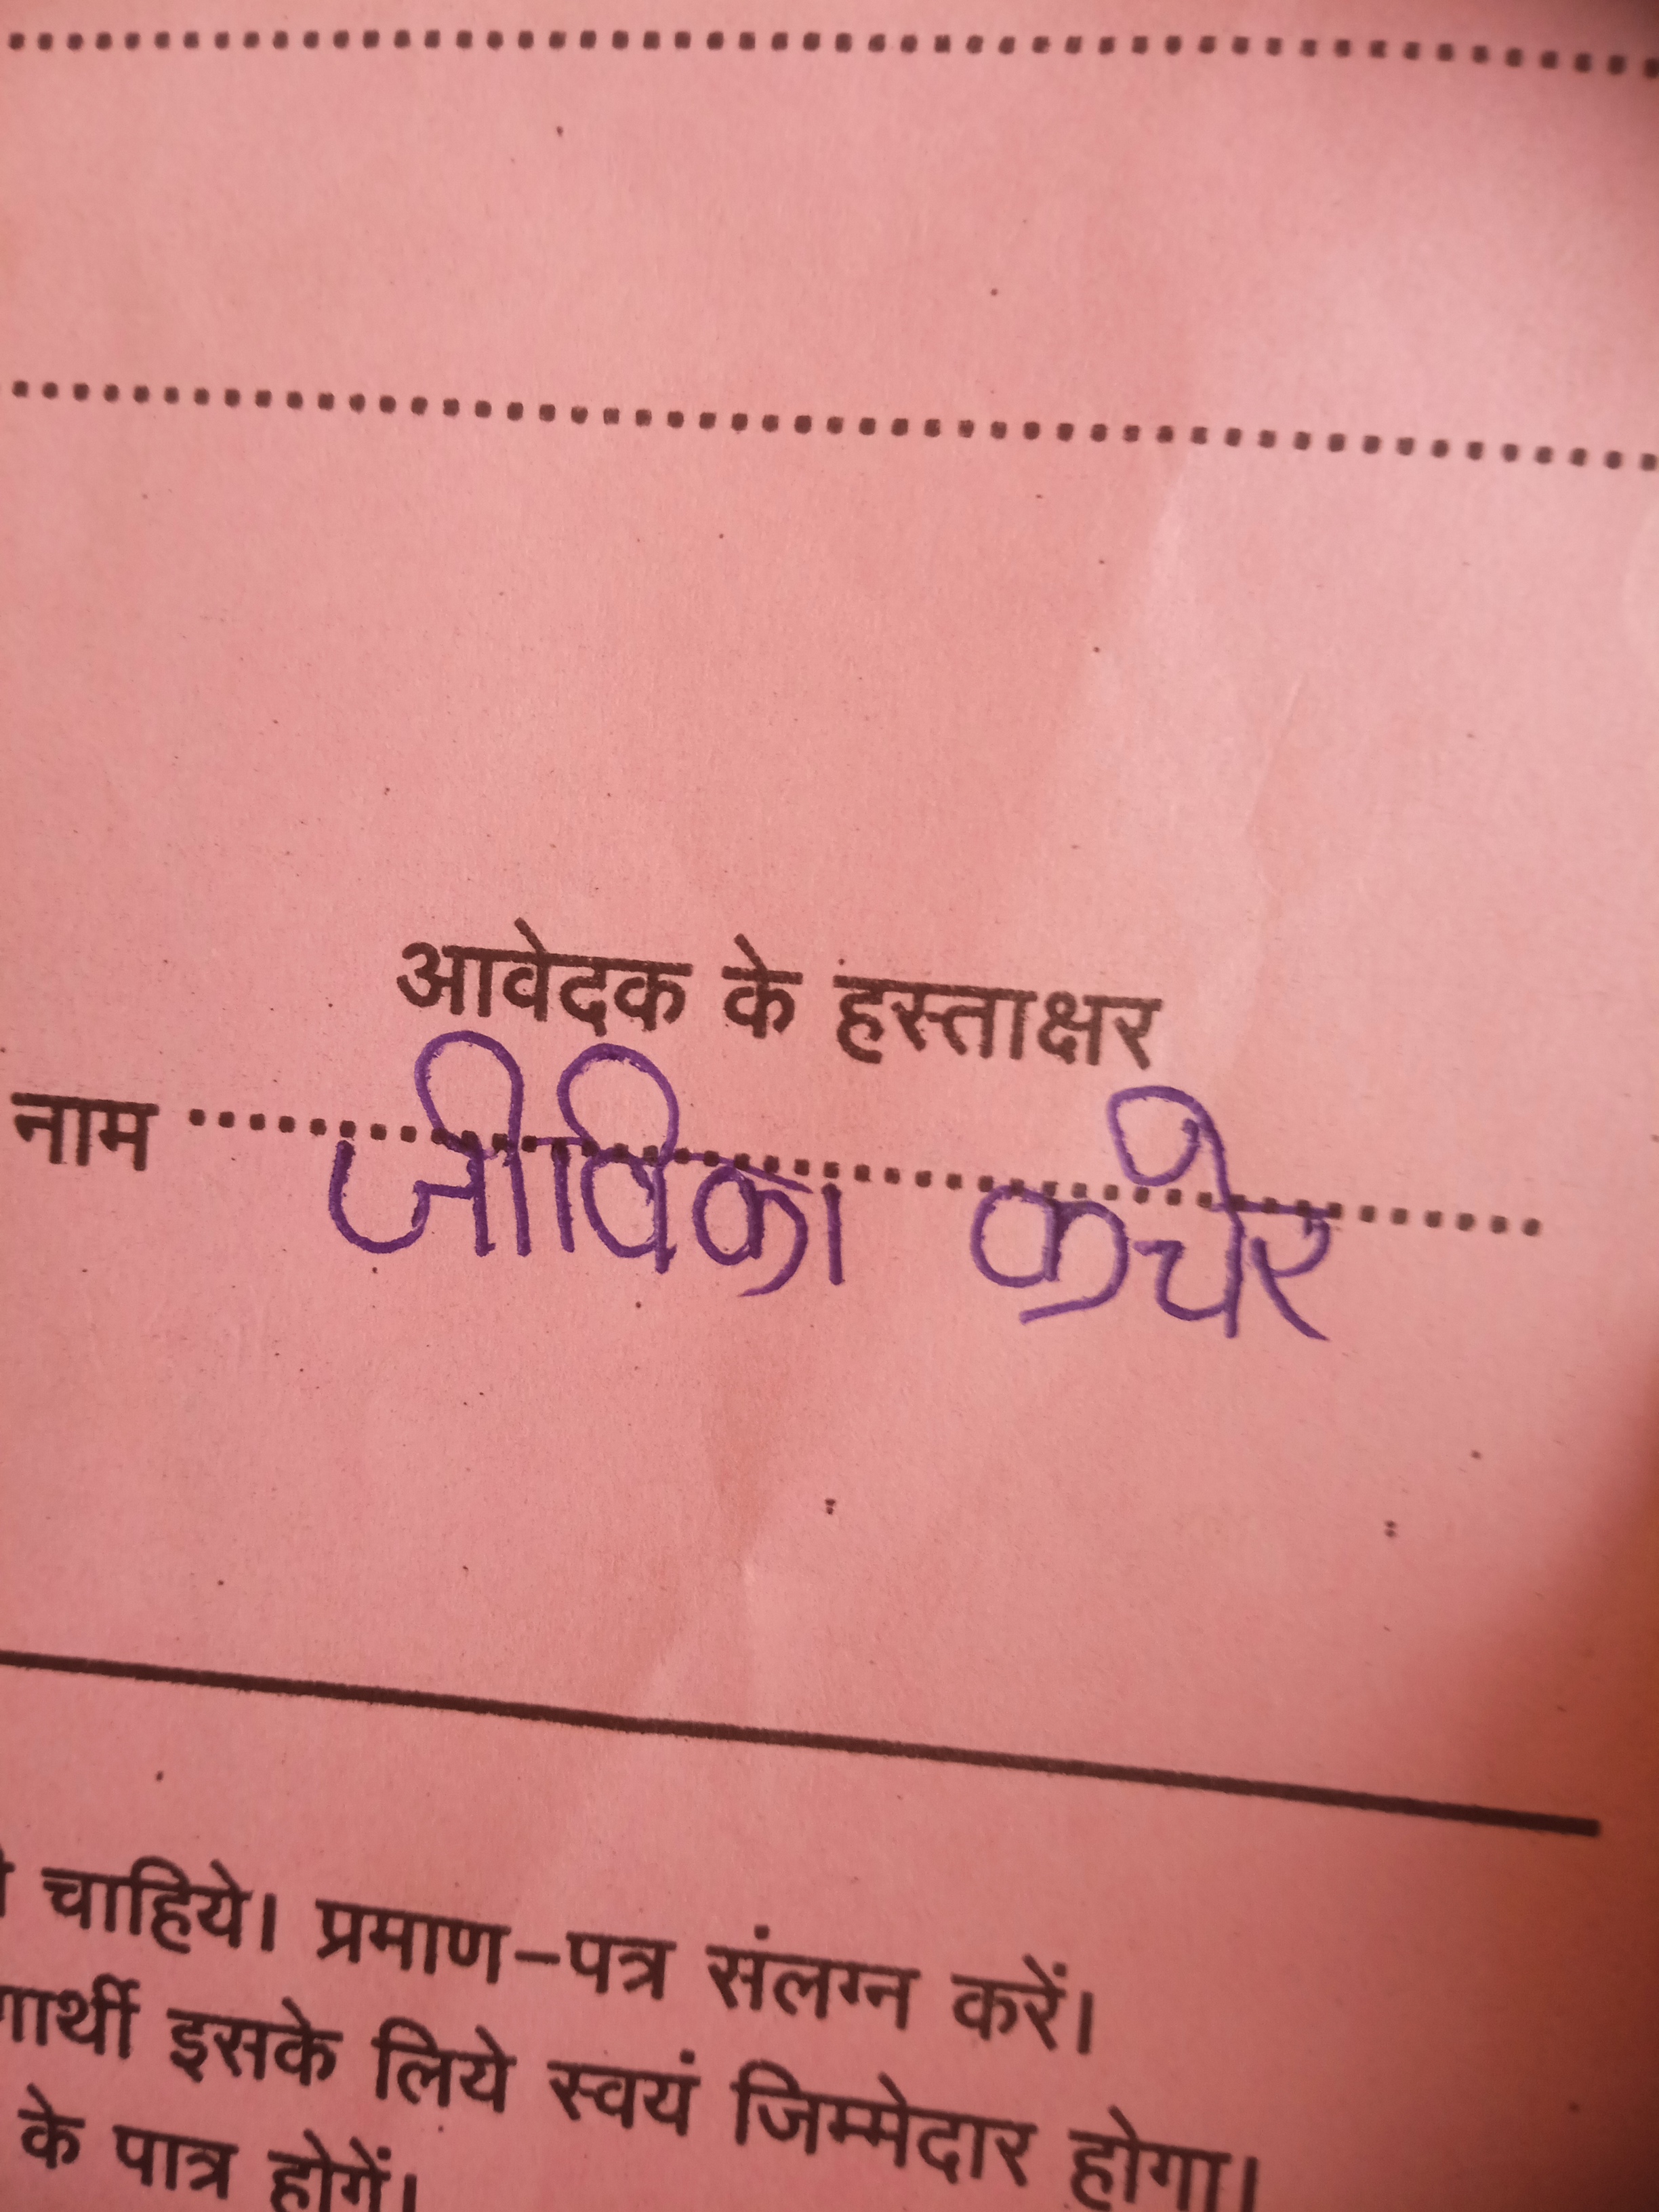 आवेदक के हस्ताक्षर
नाम .......... जीविका कचेर
चाहिये। प्रमाण-पत्र संलग्न करें।
इसके लिये स्वयं जिम्मेदार होगा।
के पात्र होगें।